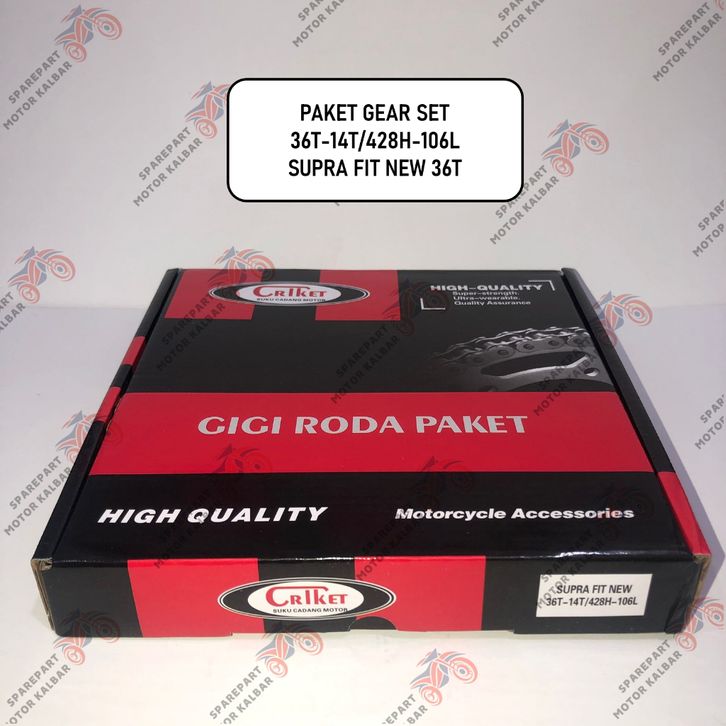 PAKET GEAR SET
36T-14T/428H-106L
SUPRA FIT NEW 36T
CRIKET
SUKU CADANG MOTOR
HIGH-QUALITY
Super-strength.
Ultra-wearable.
Quality Assurance
GIGI RODA PAKET
HIGH QUALITY
Motorcycle Accessories
CRIKET
SUKU CADANG MOTOR
SUPRA FIT NEW
36T-14T/428H-106L
SPAREPART
MOTOR KALBAR